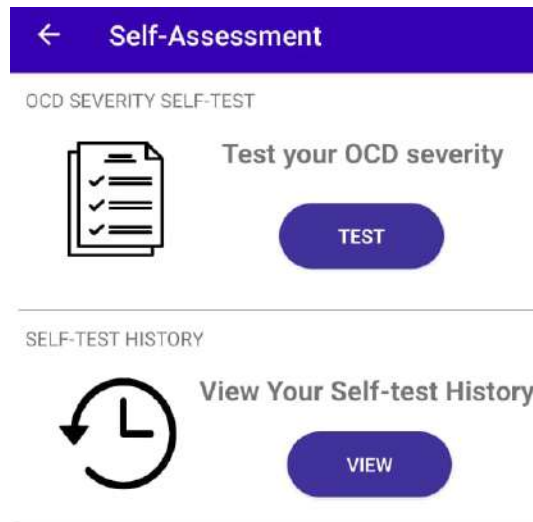 Self-Assessment
OCD SEVERITY SELF-TEST
Test your OCD severity
TEST
SELF-TEST HISTORY
View Your Self-test History
VIEW